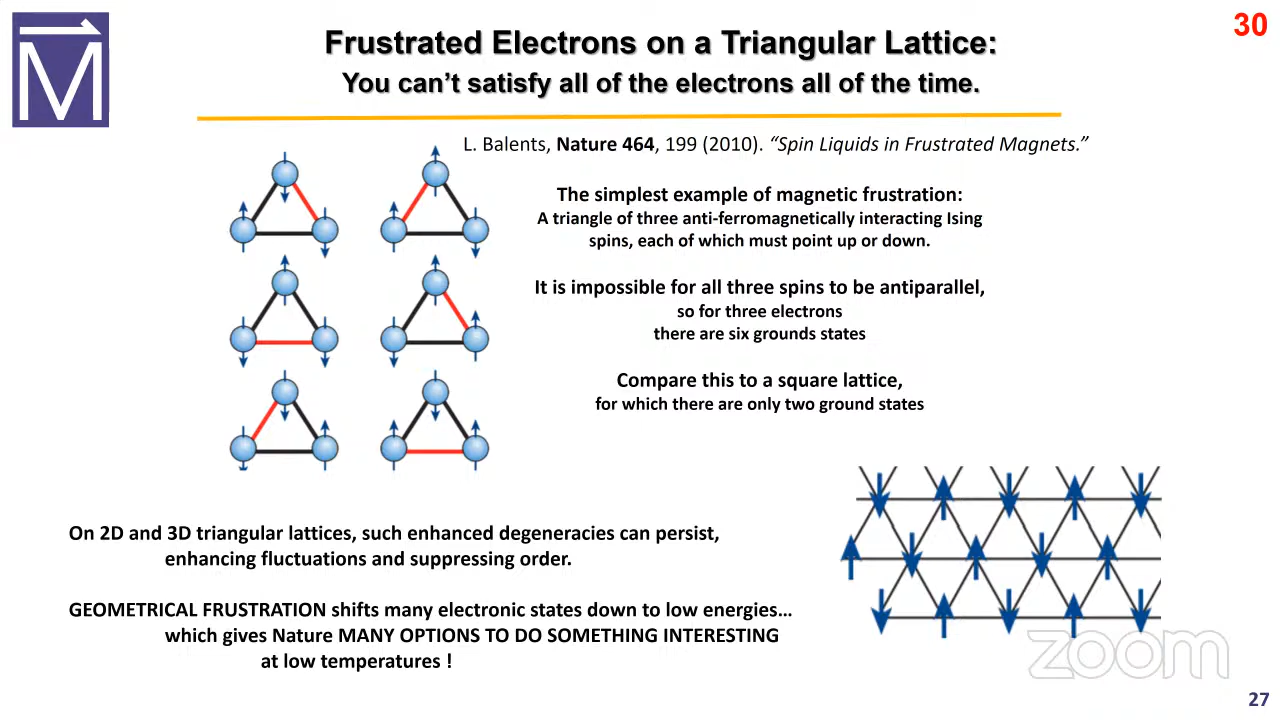 M
30
Frustrated Electrons on a Triangular Lattice:
You can't satisfy all of the electrons all of the time.
L. Balents, Nature 464, 199 (2010). “Spin Liquids in Frustrated Magnets.”
The simplest example of magnetic frustration:
A triangle of three anti-ferromagnetically interacting Ising
spins, each of which must point up or down.
It is impossible for all three spins to be antiparallel,
so for three electrons
there are six grounds states
Compare this to a square lattice,
for which there are only two ground states
On 2D and 3D triangular lattices, such enhanced degeneracies can persist,
enhancing fluctuations and suppressing order.
GEOMETRICAL FRUSTRATION shifts many electronic states down to low energies…
which gives Nature MANY OPTIONS TO DO SOMETHING INTERESTING
at low temperatures !
zoom
27